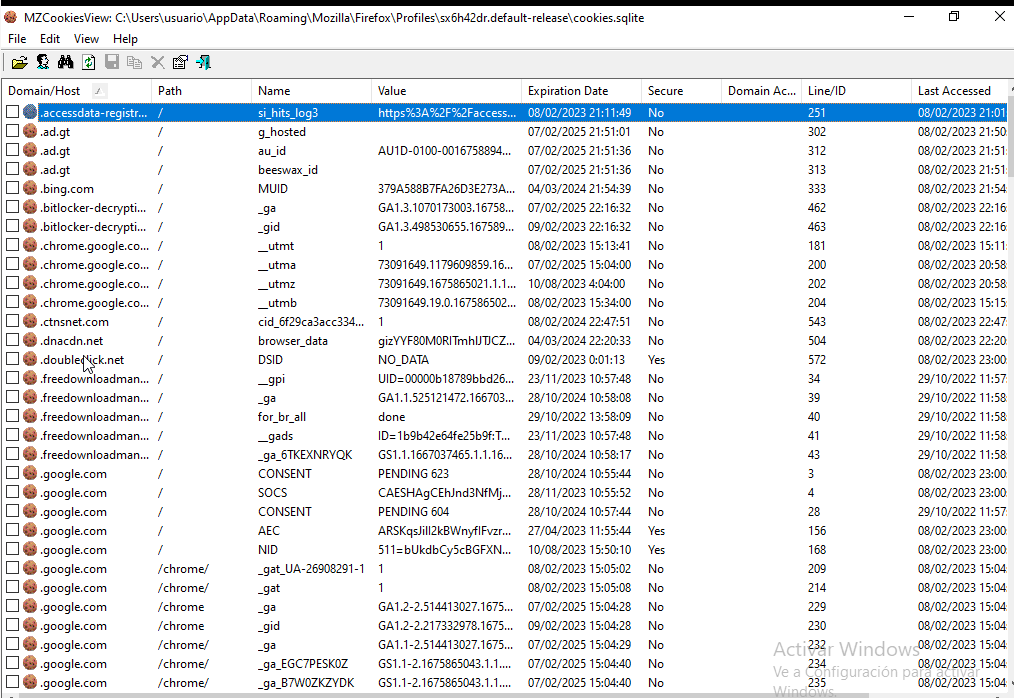 MZCookiesView: C:\Users\usuario\AppData\Roaming\Mozilla\Firefox\Profiles\sx6h42dr.default-release\cookies.sqlite
File Edit View Help
Domain/Host / Path Name Value Expiration Date Secure Domain Ac... Line/ID Last Accessed
.accessdata-registr... / si_hits_log3 https%3A%2F%2Faccess... 08/02/2023 21:11:49 No 251 08/02/2023 21:01:
.ad.gt / g_hosted 07/02/2025 21:51:01 No 302 08/02/2023 21:50:
.ad.gt / au_id AU1D-0100-0016758894... 07/02/2025 21:51:36 No 312 08/02/2023 21:51:
.ad.gt / beeswax_id 07/02/2025 21:51:36 No 313 08/02/2023 21:51:
.bing.com / MUID 379A588B7FA26D3E273A... 04/03/2024 21:54:39 No 333 08/02/2023 21:54:
.bitlocker-decrypti... / _ga GA1.3.1070173003.16758... 07/02/2025 22:16:32 No 462 08/02/2023 22:16:
.bitlocker-decrypti... / _gid GA1.3.498530655.167589... 09/02/2023 22:16:32 No 463 08/02/2023 22:16:
.chrome.google.co... / __utmt 1 08/02/2023 15:13:41 No 181 08/02/2023 15:11:
.chrome.google.co... / __utma 73091649.1179609859.16... 07/02/2025 15:04:00 No 200 08/02/2023 20:58:
.chrome.google.co... / __utmz 73091649.1675865021.1.1... 10/08/2023 4:04:00 No 202 08/02/2023 20:58:
.chrome.google.co... / __utmb 73091649.19.0.167586502... 08/02/2023 15:34:00 No 204 08/02/2023 15:15:
.ctnsnet.com / cid_6f29ca3acc334... 1 08/02/2024 22:47:51 No 543 08/02/2023 22:47:
.dnacdn.net / browser_data gizYYF80M0RlTmhlJTJCZ... 04/03/2024 22:20:33 No 504 08/02/2023 22:20:
.doubleclick.net / DSID NO_DATA 09/02/2023 0:01:13 Yes 572 08/02/2023 23:00:
.freedownloadman... / __gpi UID=00000b18789bbd26... 23/11/2023 10:57:48 No 34 29/10/2022 11:57:
.freedownloadman... / _ga GA1.1.525121472.166703... 28/10/2024 10:58:08 No 39 29/10/2022 11:58:
.freedownloadman... / for_br_all done 29/10/2022 13:58:09 No 40 29/10/2022 11:58:
.freedownloadman... / __gads ID=1b9b42e64fe25b9f:T... 23/11/2023 10:57:48 No 41 29/10/2022 11:58:
.freedownloadman... / _ga_6TKEXNRYQK GS1.1.1667037465.1.1.16... 28/10/2024 10:58:17 No 43 29/10/2022 11:58:
.google.com / CONSENT PENDING 623 28/10/2024 10:55:44 No 3 08/02/2023 23:00:
.google.com / SOCS CAESHAgCEhJnd3NfMj... 28/11/2023 10:55:52 No 4 08/02/2023 23:00:
.google.com / CONSENT PENDING 604 28/10/2024 10:57:44 No 28 29/10/2022 11:57:
.google.com / AEC ARSKqsJill2kBWnyflFvzr... 27/04/2023 11:55:44 Yes 156 08/02/2023 23:00:
.google.com / NID 511=bUkdbCy5cBGFXN... 10/08/2023 15:50:10 Yes 168 08/02/2023 23:00:
.google.com /chrome/ _gat_UA-26908291-1 1 08/02/2023 15:05:02 No 209 08/02/2023 15:04:
.google.com /chrome/ _gat 1 08/02/2023 15:05:08 No 214 08/02/2023 15:04:
.google.com /chrome _ga GA1.2-2.514413027.1675... 07/02/2025 15:04:28 No 229 08/02/2023 15:04:
.google.com /chrome _gid GA1.2-2.217332978.1675... 09/02/2023 15:04:28 No 230 08/02/2023 15:04:
.google.com /chrome/ _ga GA1.1-2.514413027.1675... 07/02/2025 15:04:29 No 232 08/02/2023 15:04:
.google.com /chrome/ _ga_EGC7PESK0Z GS1.1-2.1675865043.1.1.... 07/02/2025 15:04:40 No 234 08/02/2023 15:04:
.google.com /chrome/ _ga_B7W0ZKZYDK GS1.1-2.1675865043.1.1.... 07/02/2025 15:04:40 No 235 08/02/2023 15:04:
Activar Windows
Ve a Configuración para activar
Windows.